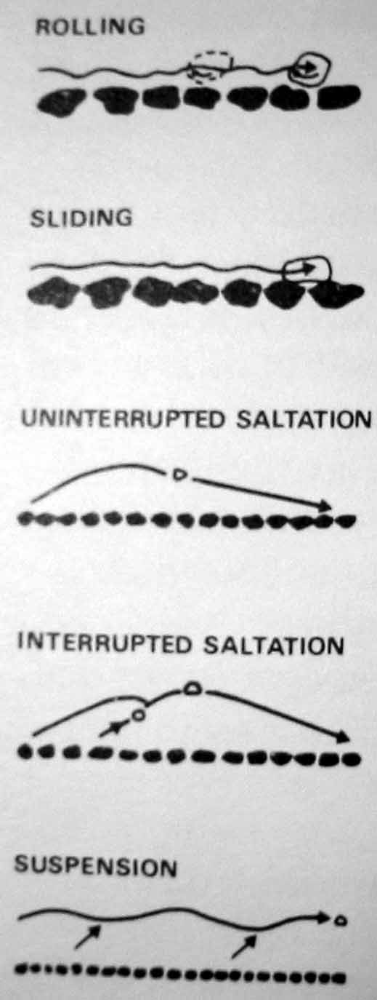 ROLLING
SLIDING
UNINTERRUPTED SALTATION
INTERRUPTED SALTATION
SUSPENSION